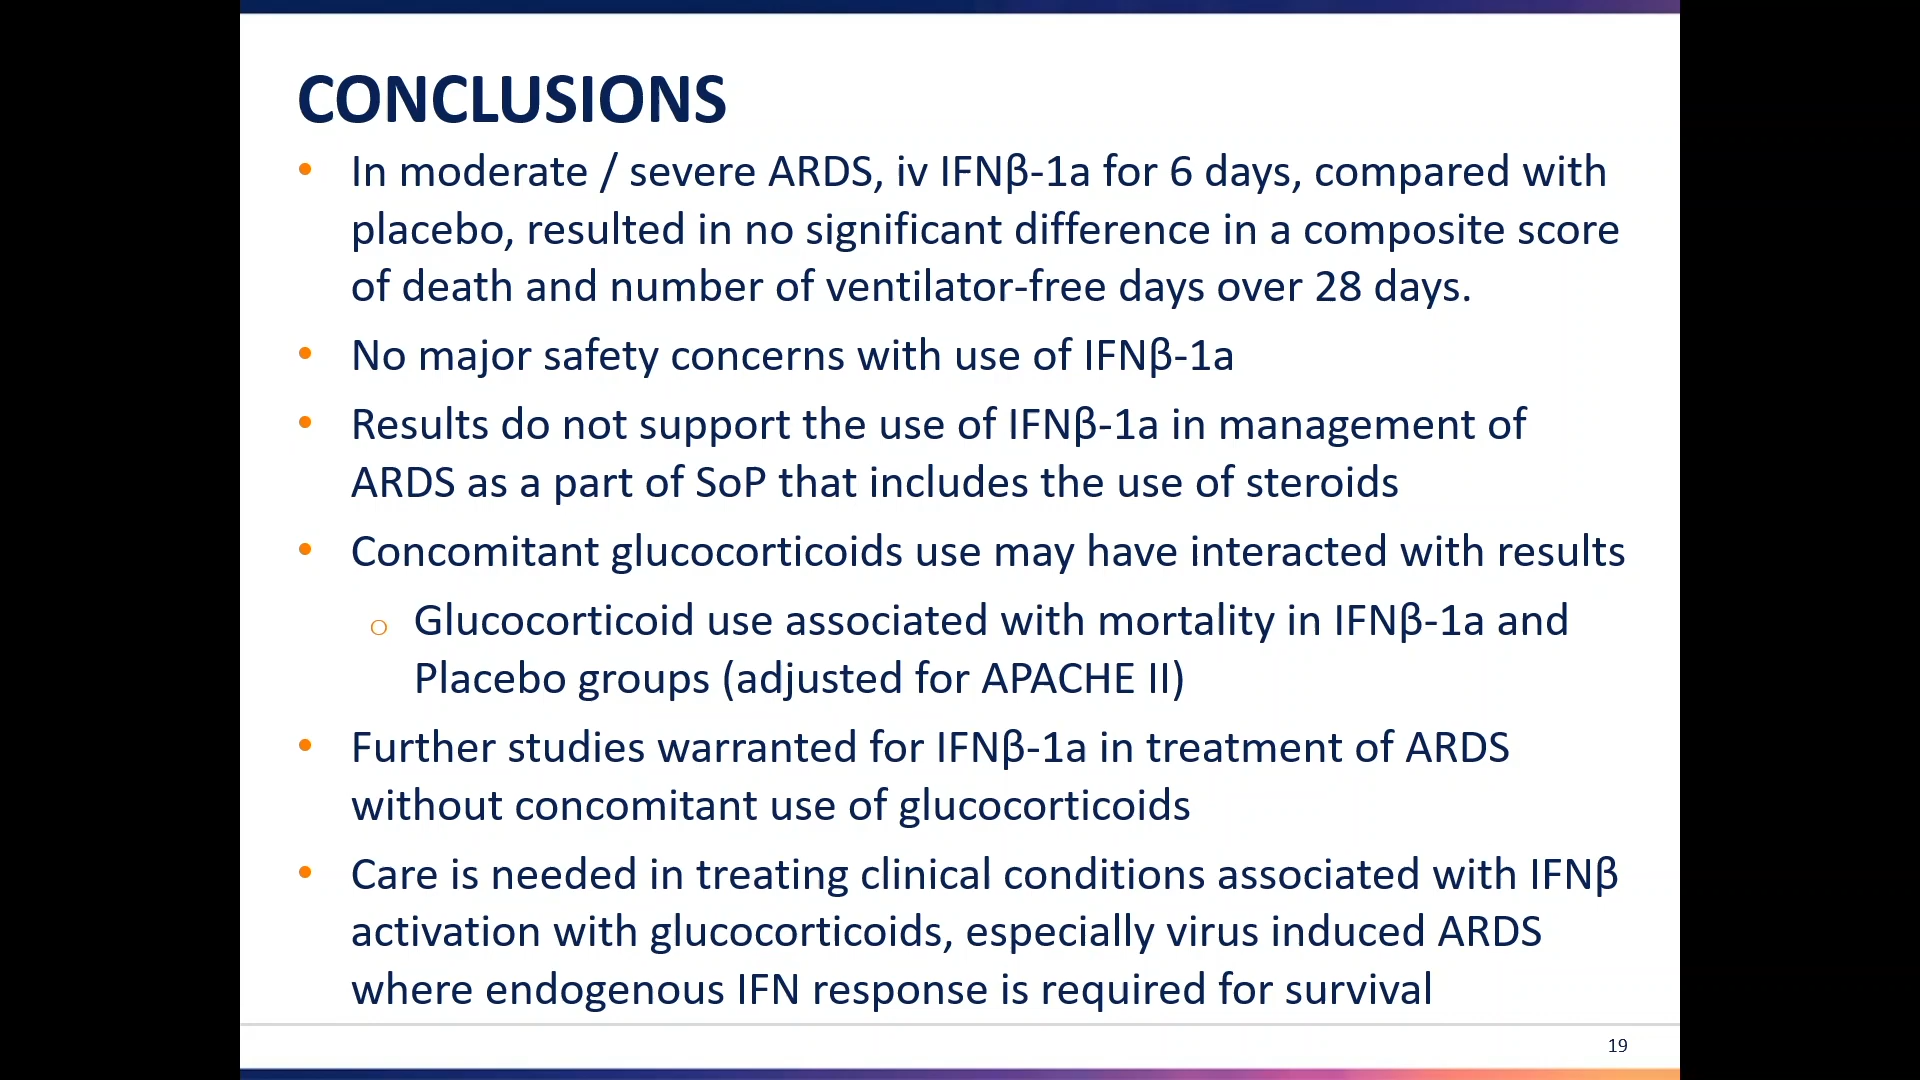 CONCLUSIONS
• In moderate / severe ARDS, iv IFNβ-1a for 6 days, compared with
placebo, resulted in no significant difference in a composite score
of death and number of ventilator-free days over 28 days.
• No major safety concerns with use of IFNβ-1a
• Results do not support the use of IFNβ-1a in management of
ARDS as a part of SoP that includes the use of steroids
• Concomitant glucocorticoids use may have interacted with results
o Glucocorticoid use associated with mortality in IFNβ-1a and
Placebo groups (adjusted for APACHE II)
• Further studies warranted for IFNβ-1a in treatment of ARDS
without concomitant use of glucocorticoids
• Care is needed in treating clinical conditions associated with IFNβ
activation with glucocorticoids, especially virus induced ARDS
where endogenous IFN response is required for survival
19